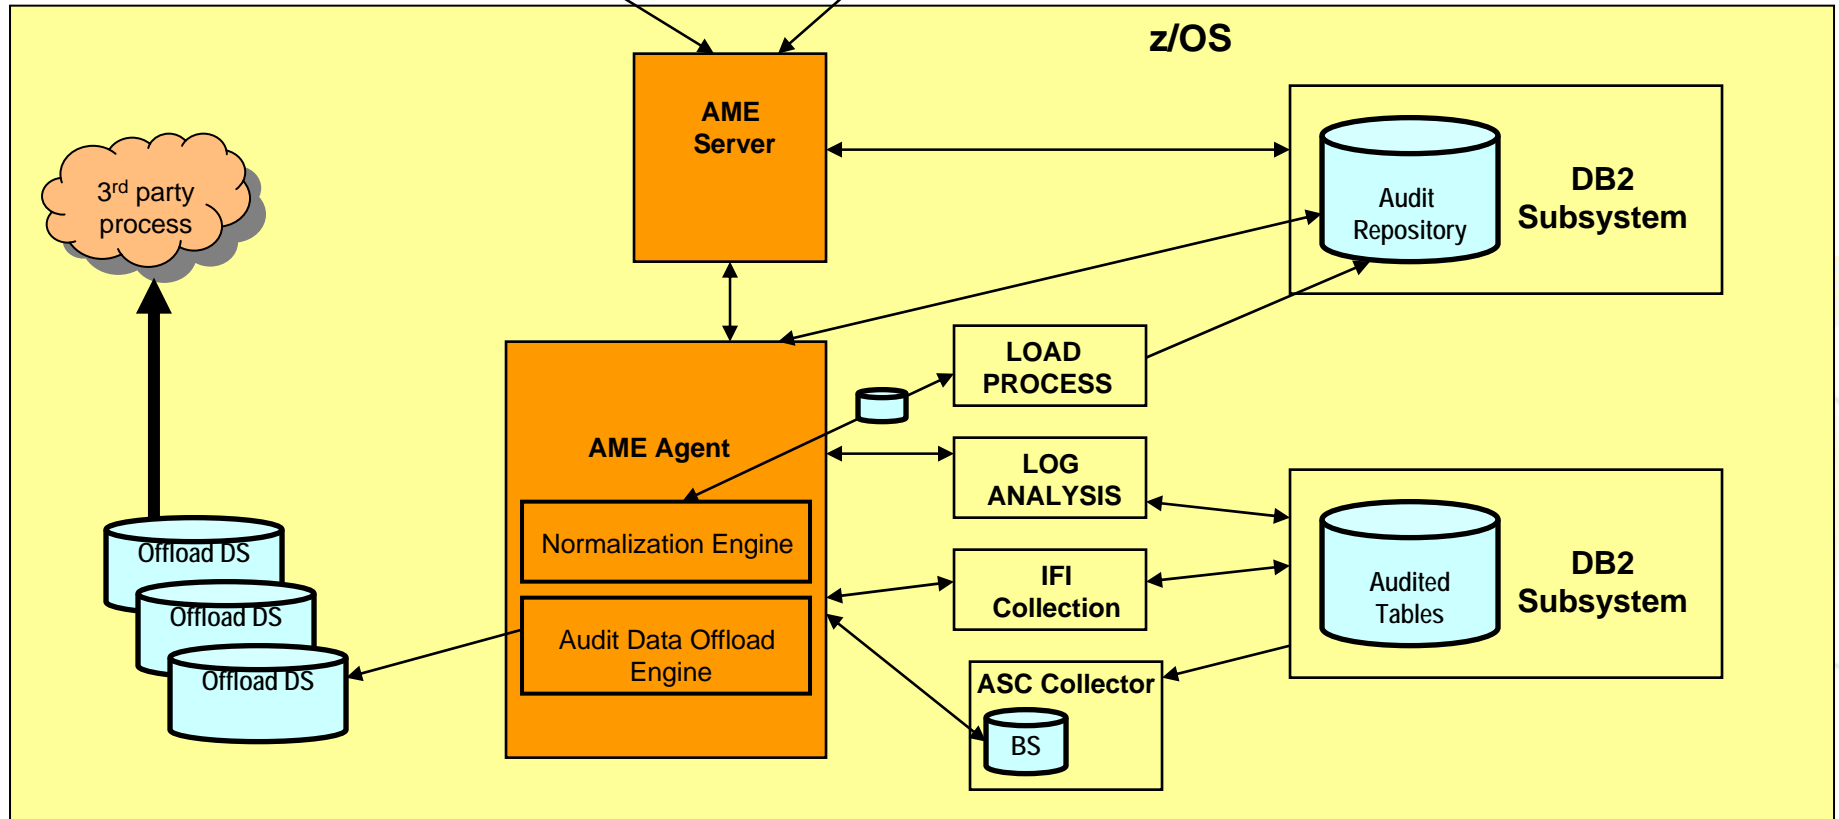 z/OS
AME
Server
Audit
Repository
DB2
Subsystem
3rd party
process
LOAD
PROCESS
AME Agent
LOG
ANALYSIS
Normalization Engine
IFI
Collection
Audited
Tables
DB2
Subsystem
Offload DS
Offload DS
Offload DS
Audit Data Offload
Engine
ASC Collector
BS